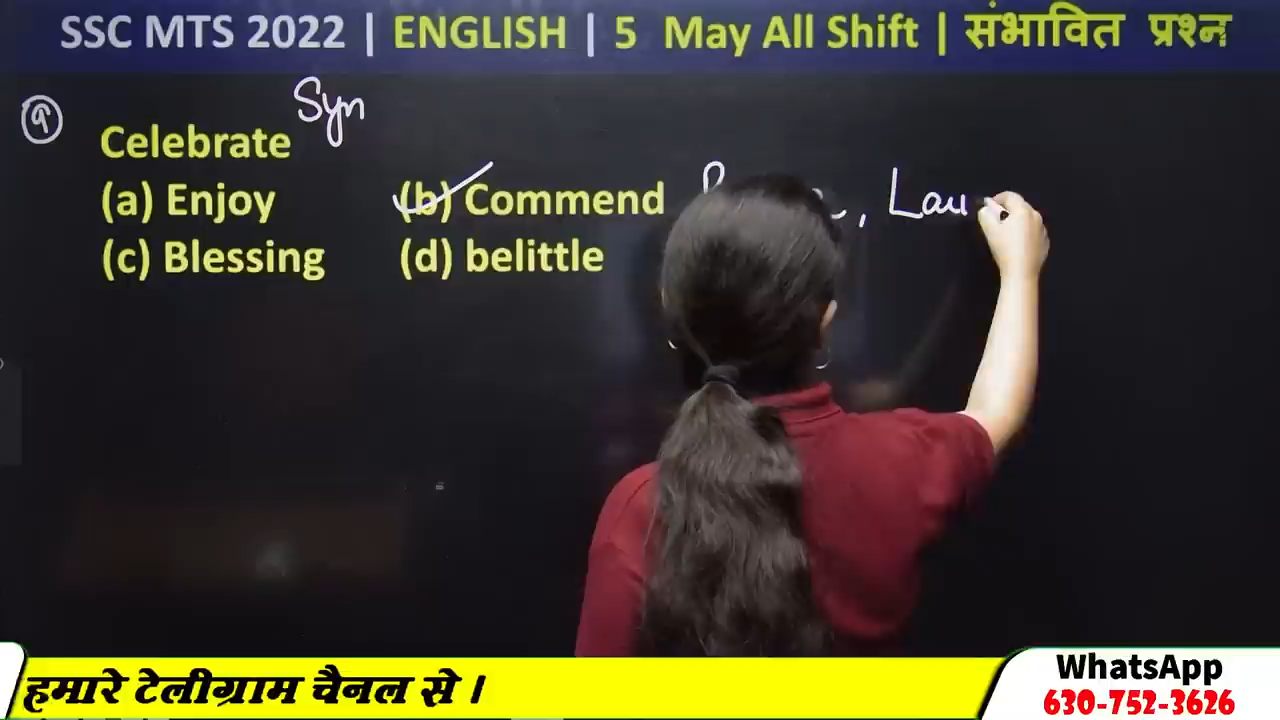 SSC MTS 2022 | ENGLISH | 5 May All Shift | संभावित प्रश्न
9
Syn
Celebrate
(a) Enjoy (b) Commend
(c) Blessing (d) belittle
हमारे टेलीग्राम चैनल से ।
WhatsApp
630-752-3626